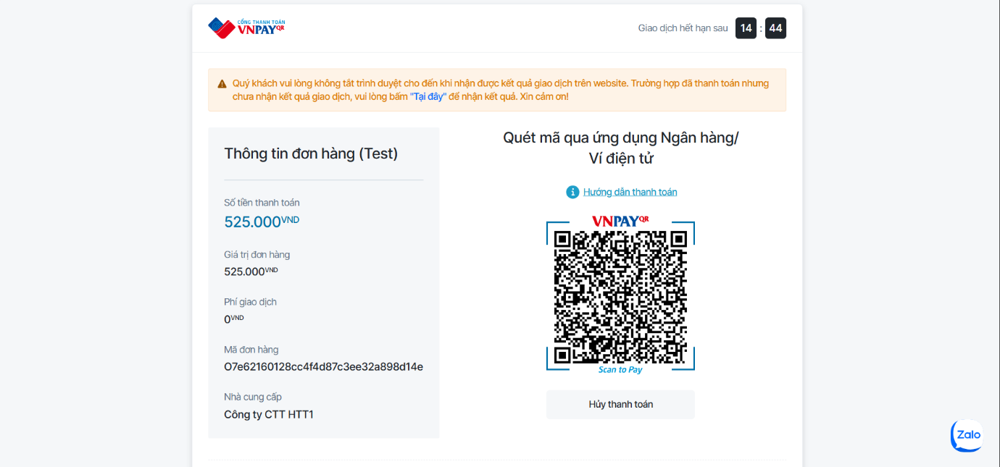 CỔNG THANH TOÁN
VNPAYQR
Giao dịch hết hạn sau 14 : 44
Quý khách vui lòng không tắt trình duyệt cho đến khi nhận được kết quả giao dịch trên website. Trường hợp đã thanh toán nhưng
chưa nhận kết quả giao dịch, vui lòng bấm "Tại đây" để nhận kết quả. Xin cảm ơn!
Thông tin đơn hàng (Test)
Số tiền thanh toán
525.000VND
Giá trị đơn hàng
525.000VND
Phí giao dịch
0VND
Mã đơn hàng
O7e62160128cc4f4d87c3ee32a898d14e
Nhà cung cấp
Công ty CTT HTT1
Quét mã qua ứng dụng Ngân hàng/
Ví điện tử
Hướng dẫn thanh toán
VNPAYQR
Scan to Pay
Hủy thanh toán
Zalo